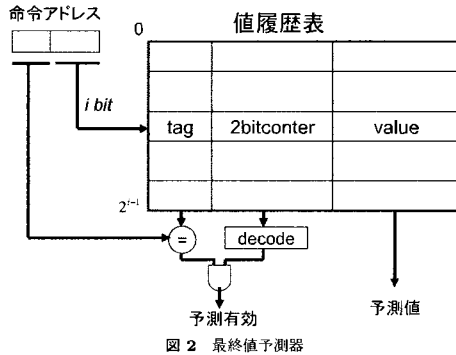 命令アドレス
値履歴表
0
i bit
tag 2bitconter value
2^{i-1}
= decode
予測有効
予測値
図 2 最終値予測器